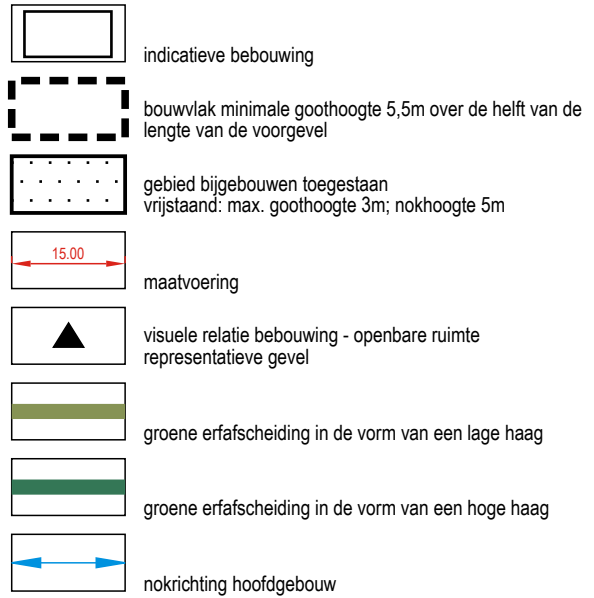 indicatieve bebouwing
bouwvlak minimale goothoogte 5,5m over de helft van de
lengte van de voorgevel
gebied bijgebouwen toegestaan
vrijstaand: max. goothoogte 3m; nokhoogte 5m
15.00
maatvoering
visuele relatie bebouwing - openbare ruimte
representatieve gevel
groene erfafscheiding in de vorm van een lage haag
groene erfafscheiding in de vorm van een hoge haag
nokrichting hoofdgebouw